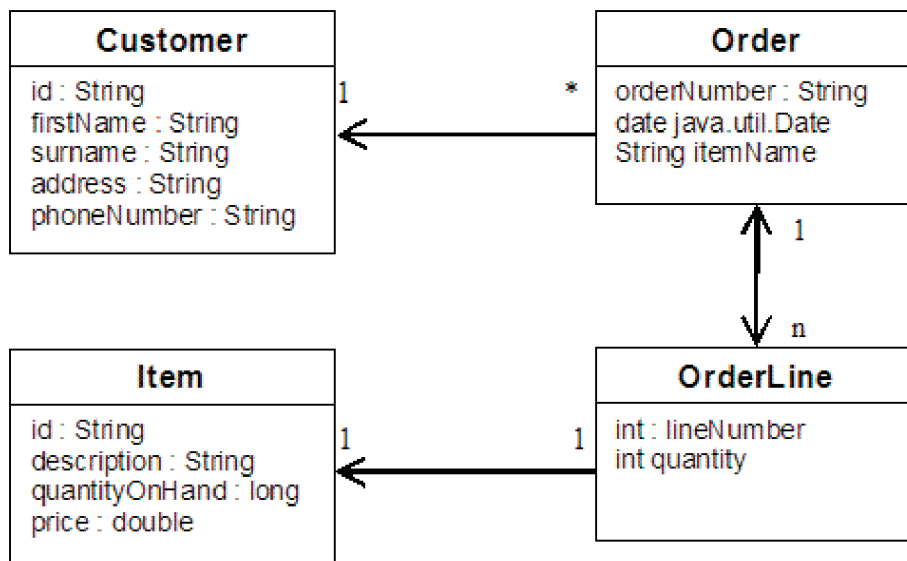 Customer
id : String
firstName : String
surname : String
address : String
phoneNumber : String
1
*
Order
orderNumber : String
date java.util.Date
String itemName
1
n
Item
id : String
description : String
quantityOnHand : long
price : double
1
1
OrderLine
int : lineNumber
int quantity